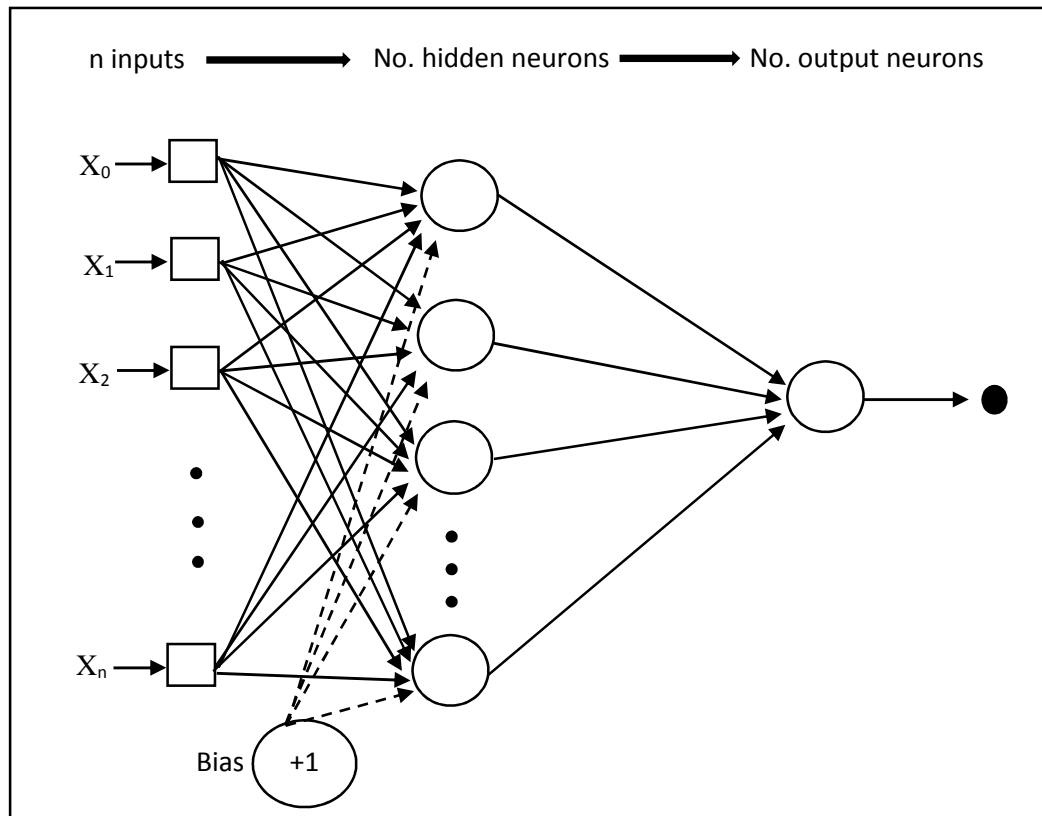 n inputs No. hidden neurons No. output neurons
X₀
X₁
X₂
Xₙ
Bias +1